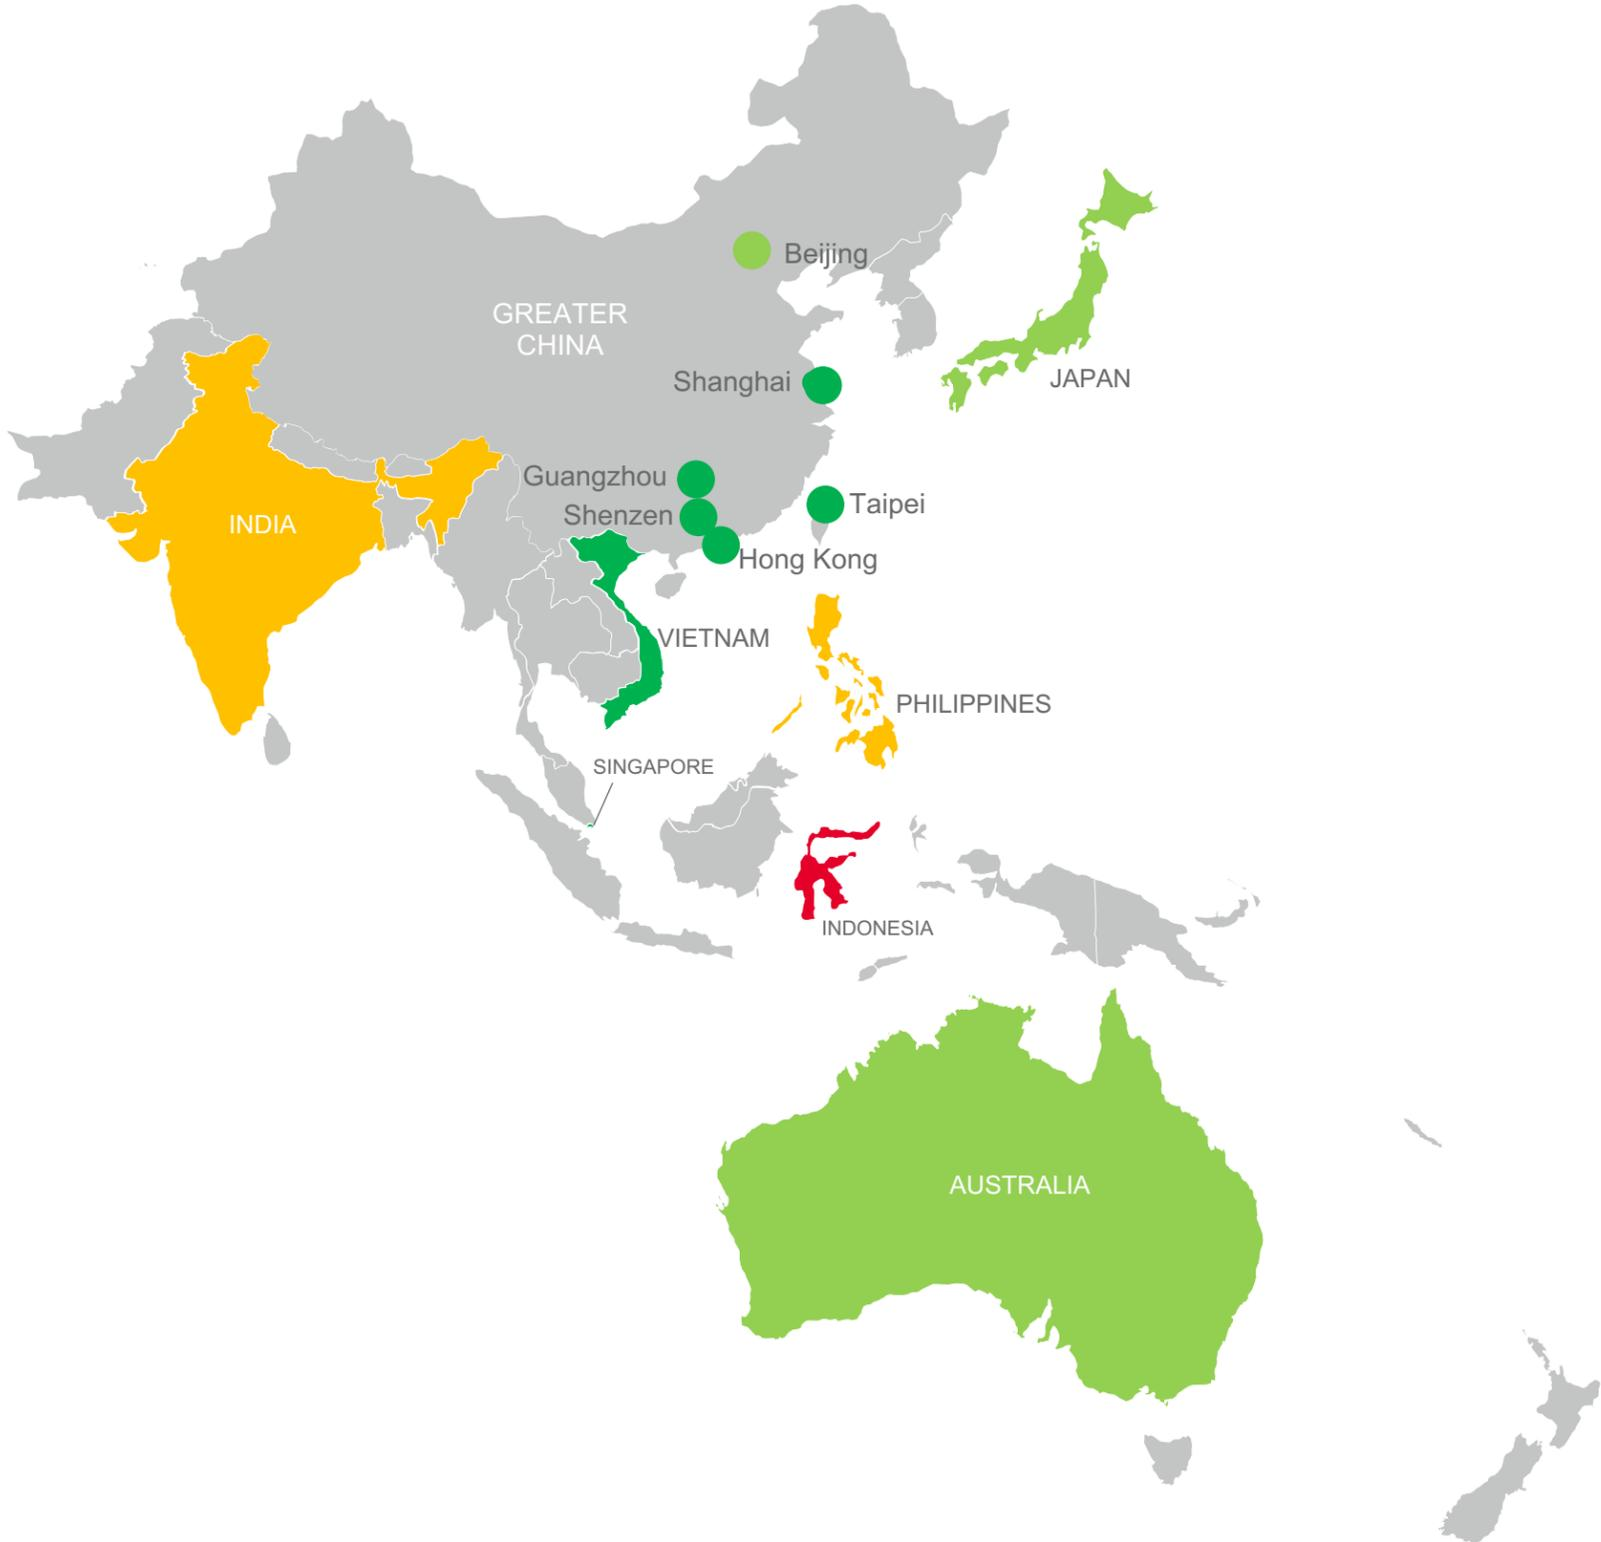 Beijing
GREATER
CHINA
Shanghai
JAPAN
Guangzhou
Taipei
Shenzen
INDIA
Hong Kong
VIETNAM
PHILIPPINES
SINGAPORE
INDONESIA
AUSTRALIA